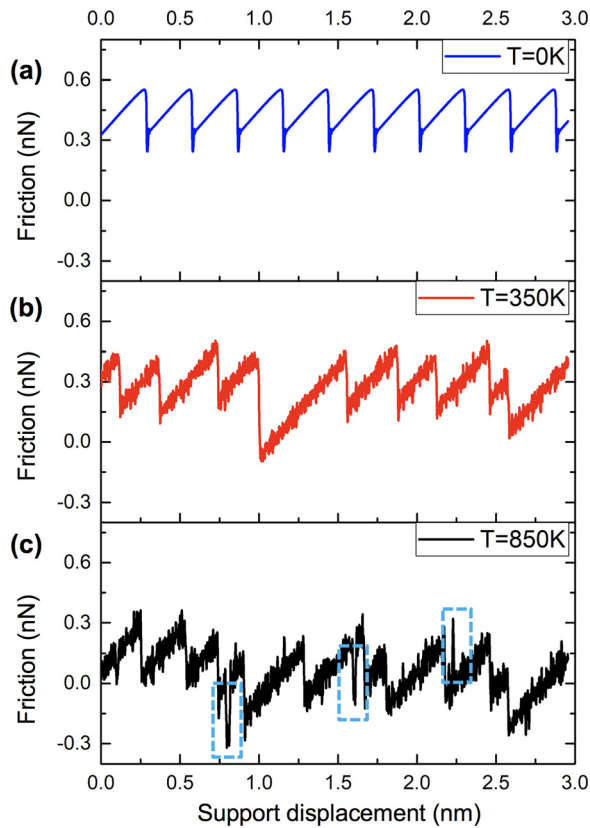 0.0 0.5 1.0 1.5 2.0 2.5 3.0
(a)
T=0K
0.6
0.3
0.0
-0.3
Friction (nN)
(b)
T=350K
0.6
0.3
0.0
-0.3
Friction (nN)
(c)
T=850K
0.6
0.3
0.0
-0.3
Friction (nN)
0.0 0.5 1.0 1.5 2.0 2.5 3.0
Support displacement (nm)